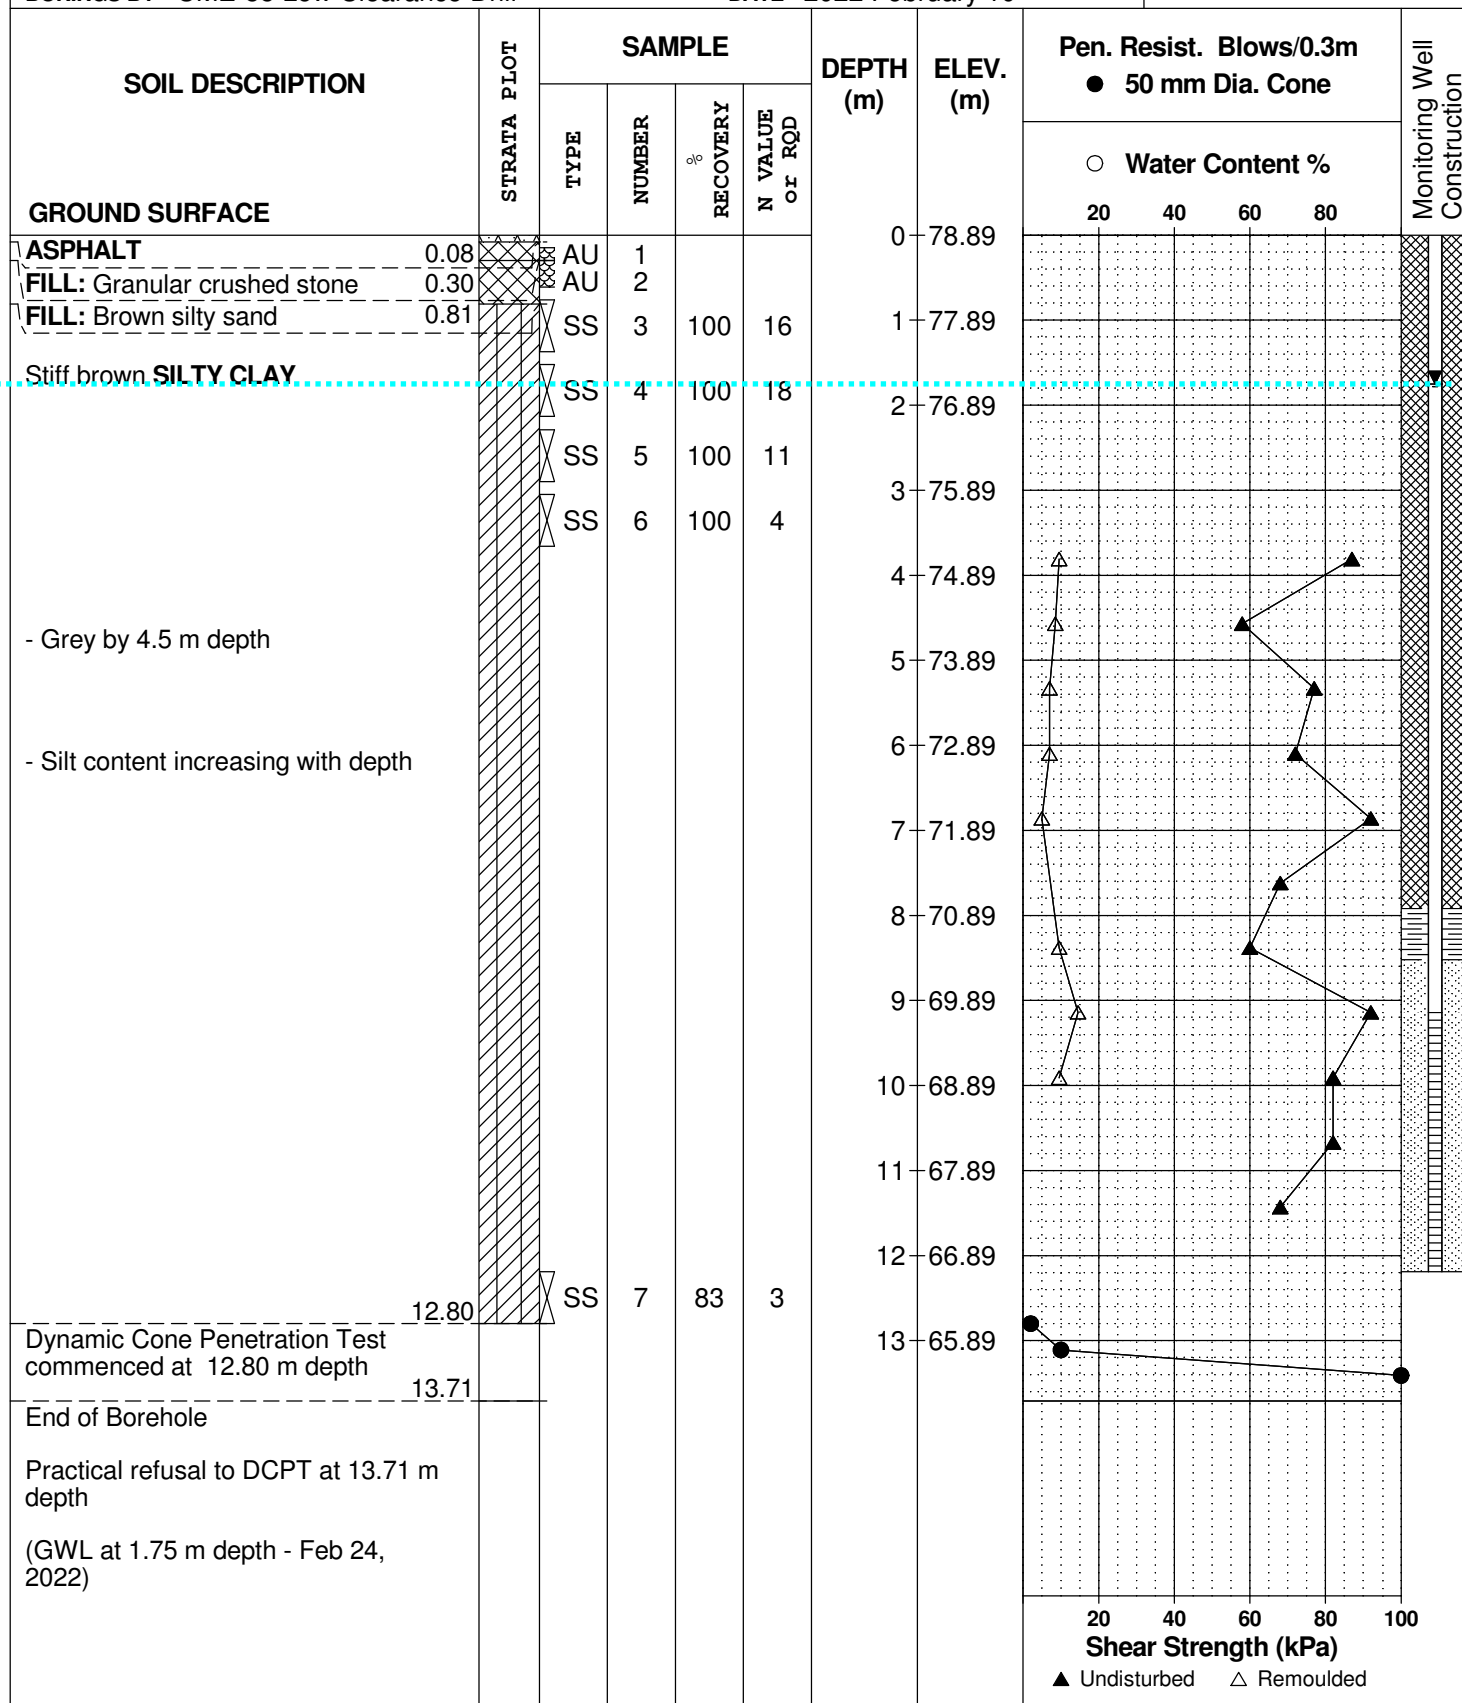 SOIL DESCRIPTION
GROUND SURFACE
STRATA PLOT
SAMPLE
TYPE
NUMBER
% RECOVERY
N VALUE or RQD
DEPTH (m)
ELEV. (m)
Pen. Resist. Blows/0.3m
● 50 mm Dia. Cone
○ Water Content %
20 40 60 80
Monitoring Well Construction
ASPHALT 0.08
FILL: Granular crushed stone 0.30
FILL: Brown silty sand 0.81
Stiff brown SILTY CLAY
- Grey by 4.5 m depth
- Silt content increasing with depth
12.80
Dynamic Cone Penetration Test
commenced at 12.80 m depth
13.71
End of Borehole
Practical refusal to DCPT at 13.71 m
depth
(GWL at 1.75 m depth - Feb 24,
2022)
AU 1
AU 2
SS 3 100 16
SS 4 100 18
SS 5 100 11
SS 6 100 4
SS 7 83 3
0 78.89
1 77.89
2 76.89
3 75.89
4 74.89
5 73.89
6 72.89
7 71.89
8 70.89
9 69.89
10 68.89
11 67.89
12 66.89
13 65.89
20 40 60 80 100
Shear Strength (kPa)
▲ Undisturbed △ Remoulded